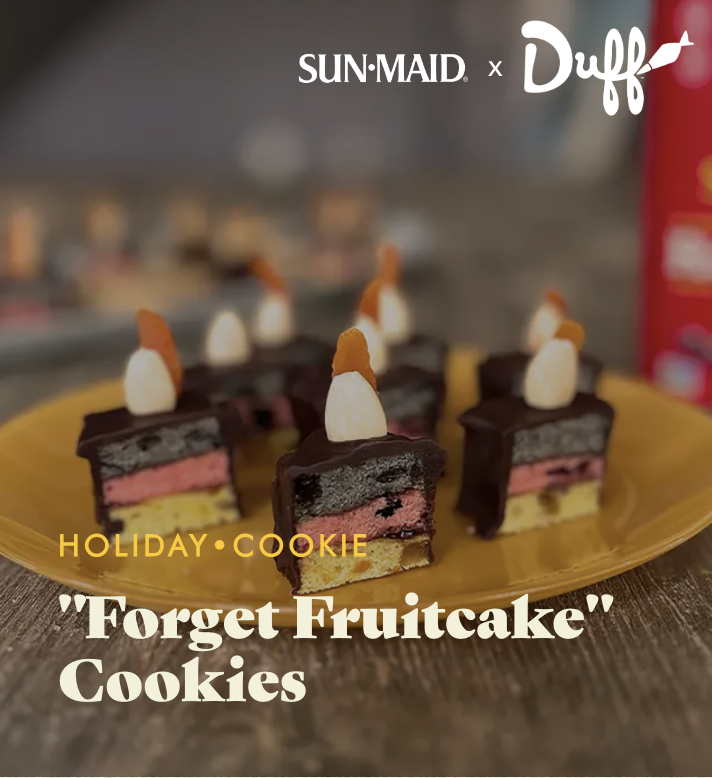 SUN•MAID® x Duff
HOLIDAY•COOKIE
"Forget Fruitcake"
Cookies